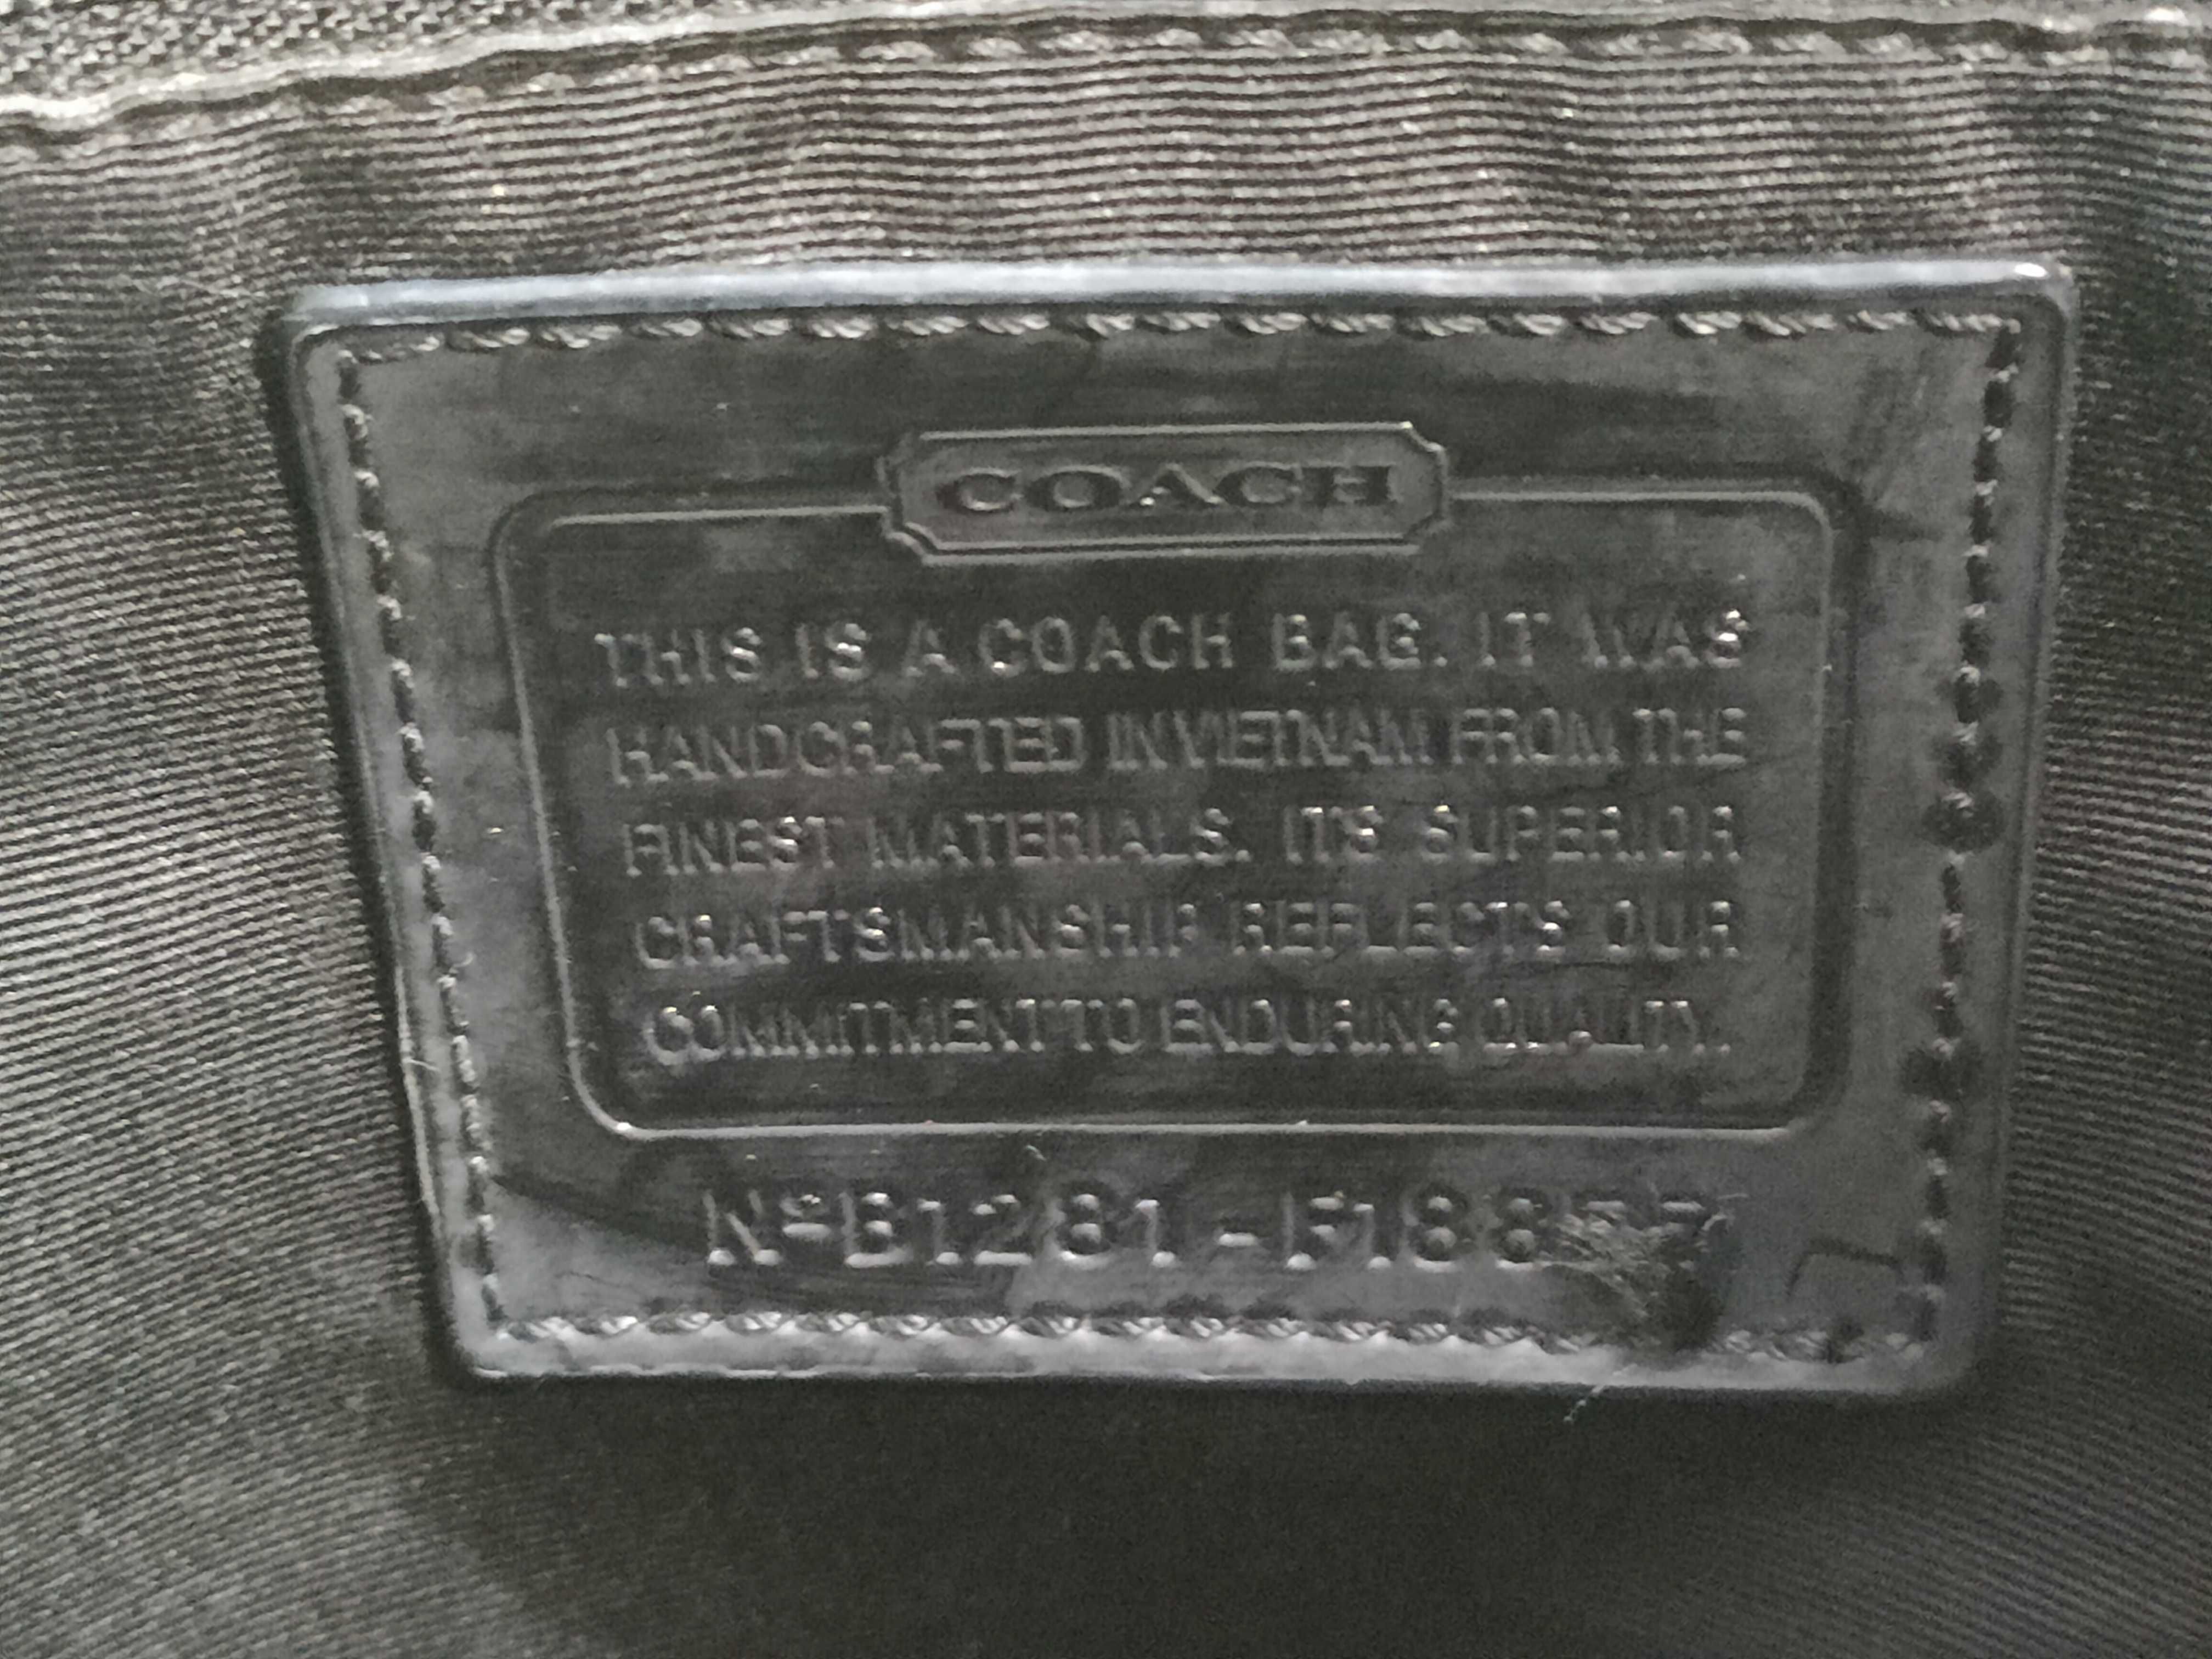 COACH
THIS IS A COACH BAG. IT WAS
HANDCRAFTED IN VIETNAM FROM THE
FINEST MATERIALS. IT'S SUPERIOR
CRAFTSMANSHIP REFLECTS OUR
COMMITMENT TO ENDURING QUALITY.